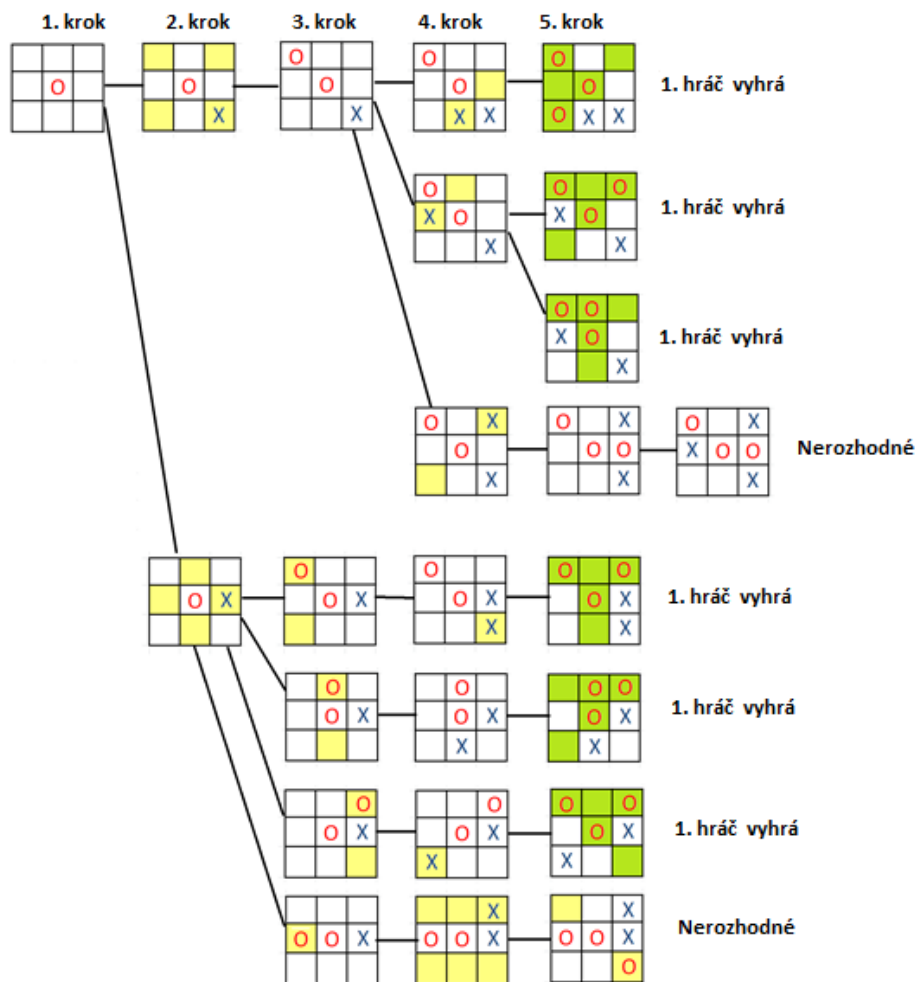 1. krok 2. krok 3. krok 4. krok 5. krok
O O O
O O O O O 1. hráč vyhrá
X X X X O X X
O O O
X O X O 1. hráč vyhrá
X X
O O
X O 1. hráč vyhrá
X
O X O X O X
O O O X O O Nerozhodné
X X X
O O O O
O X O X O X O X 1. hráč vyhrá
X X
O O O O
O X O X O X 1. hráč vyhrá
X X
O O O O
O X O X O X 1. hráč vyhrá
X X
X X
O O X O O X O O X Nerozhodné
O